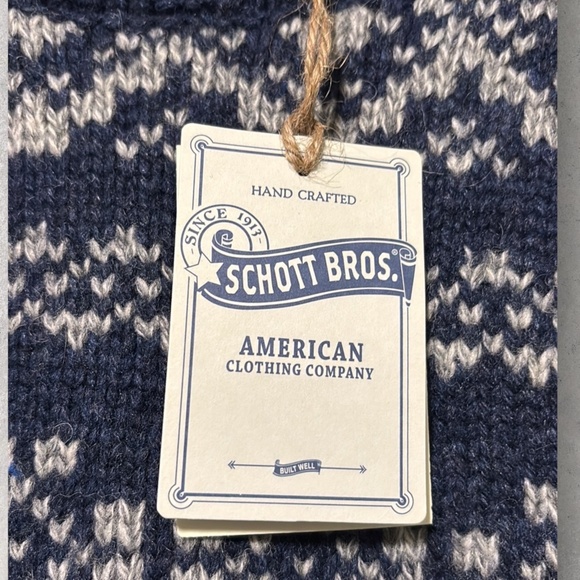 HAND CRAFTED
-SINCE 1913-
SCHOTT BROS.®
AMERICAN
CLOTHING COMPANY
BUILT WELL